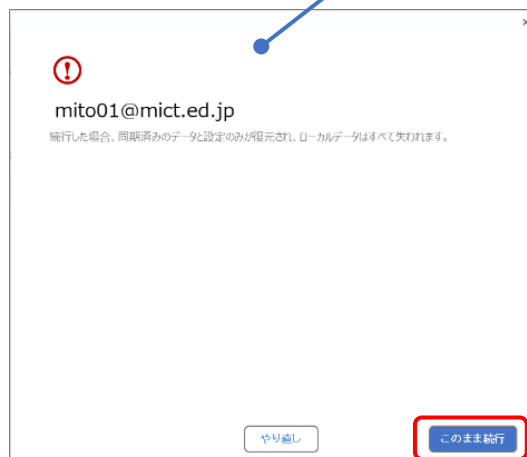 mito01@mict.ed.jp
続行した場合、同期済みのデータと設定のみが復元され、ローカルデータはすべて失われます。
やり直し
このまま続行